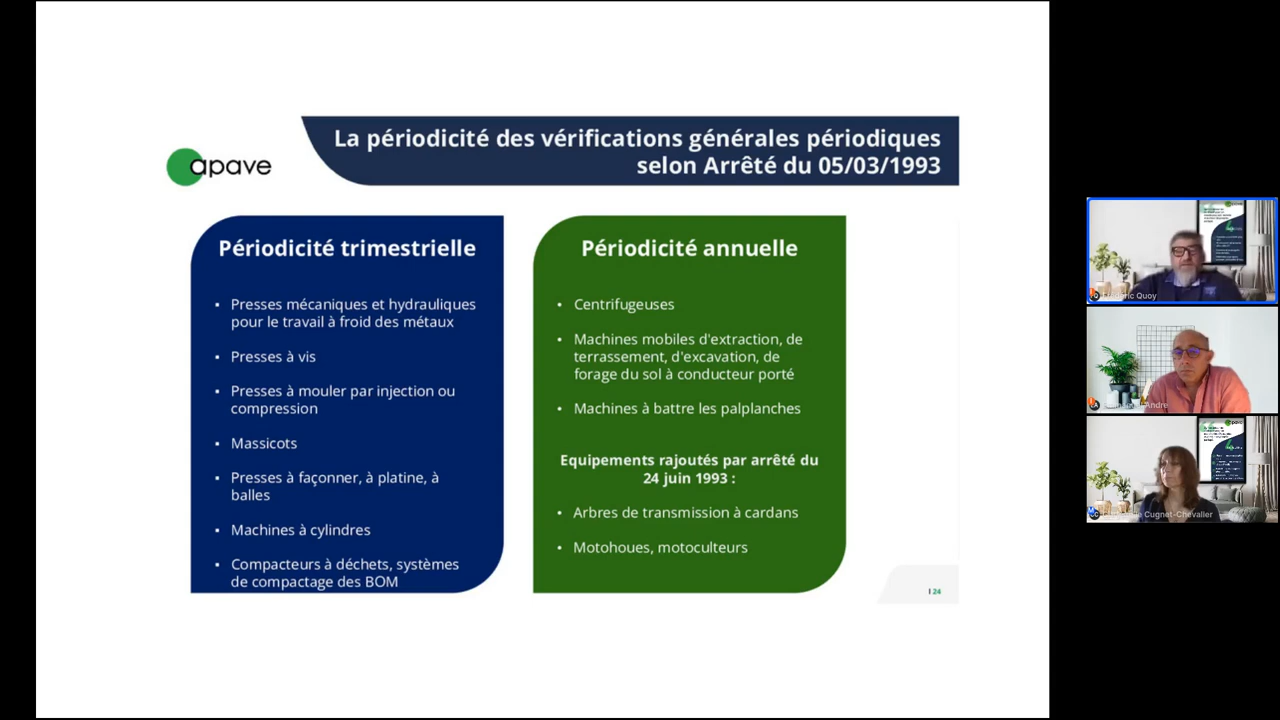 La périodicité des vérifications générales périodiques
selon Arrêté du 05/03/1993
apave
Périodicité trimestrielle
▪ Presses mécaniques et hydrauliques
pour le travail à froid des métaux
▪ Presses à vis
▪ Presses à mouler par injection ou
compression
▪ Massicots
▪ Presses à façonner, à platine, à
balles
▪ Machines à cylindres
▪ Compacteurs à déchets, systèmes
de compactage des BOM
Périodicité annuelle
• Centrifugeuses
• Machines mobiles d'extraction, de
terrassement, d'excavation, de
forage du sol à conducteur porté
• Machines à battre les palplanches
Equipements rajoutés par arrêté du
24 juin 1993 :
• Arbres de transmission à cardans
• Motohoues, motoculteurs
I 24
Quoy
Andre
Cugnet-Chevalier